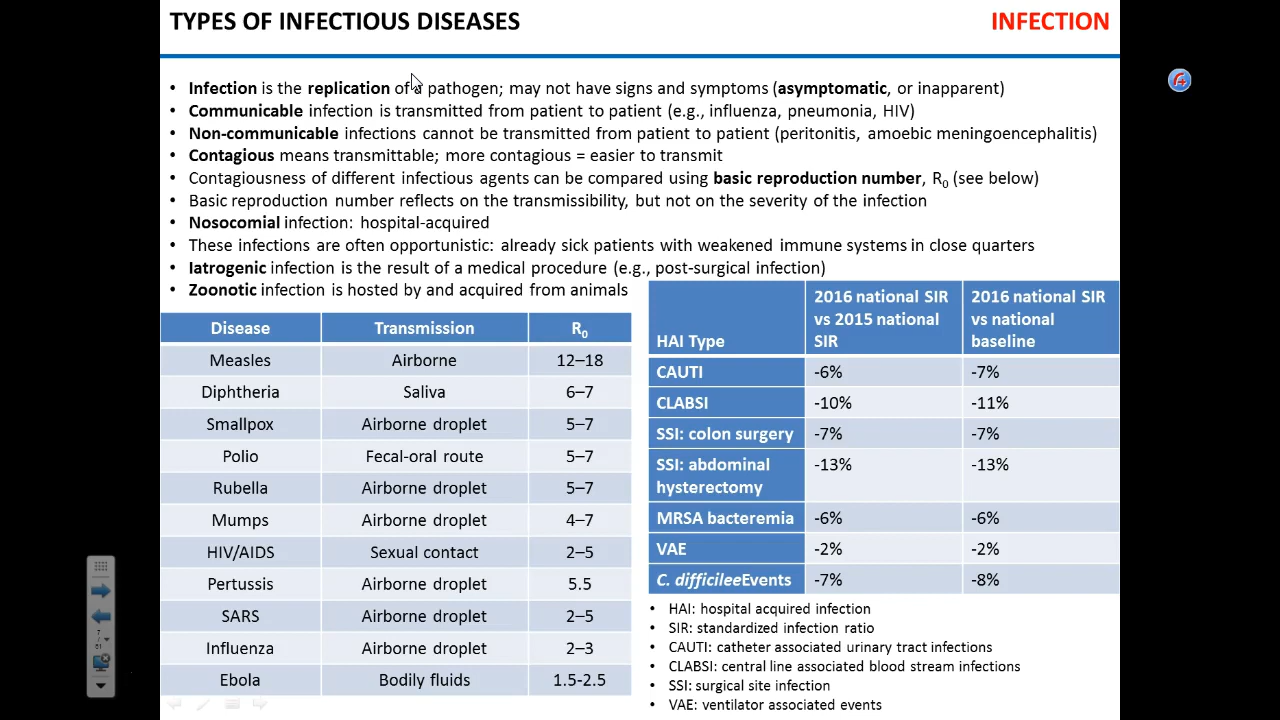 TYPES OF INFECTIOUS DISEASES
INFECTION
• Infection is the replication of a pathogen; may not have signs and symptoms (asymptomatic, or inapparent)
• Communicable infection is transmitted from patient to patient (e.g., influenza, pneumonia, HIV)
• Non-communicable infections cannot be transmitted from patient to patient (peritonitis, amoebic meningoencephalitis)
• Contagious means transmittable; more contagious = easier to transmit
• Contagiousness of different infectious agents can be compared using basic reproduction number, R0 (see below)
• Basic reproduction number reflects on the transmissibility, but not on the severity of the infection
• Nosocomial infection: hospital-acquired
• These infections are often opportunistic: already sick patients with weakened immune systems in close quarters
• Iatrogenic infection is the result of a medical procedure (e.g., post-surgical infection)
• Zoonotic infection is hosted by and acquired from animals
Disease Transmission R0
Measles Airborne 12–18
Diphtheria Saliva 6–7
Smallpox Airborne droplet 5–7
Polio Fecal-oral route 5–7
Rubella Airborne droplet 5–7
Mumps Airborne droplet 4–7
HIV/AIDS Sexual contact 2–5
Pertussis Airborne droplet 5.5
SARS Airborne droplet 2–5
Influenza Airborne droplet 2–3
Ebola Bodily fluids 1.5-2.5
2016 national SIR 2016 national SIR
vs 2015 national vs national
HAI Type SIR baseline
CAUTI -6% -7%
CLABSI -10% -11%
SSI: colon surgery -7% -7%
SSI: abdominal -13% -13%
hysterectomy
MRSA bacteremia -6% -6%
VAE -2% -2%
C. difficileeEvents -7% -8%
• HAI: hospital acquired infection
• SIR: standardized infection ratio
• CAUTI: catheter associated urinary tract infections
• CLABSI: central line associated blood stream infections
• SSI: surgical site infection
• VAE: ventilator associated events
7
/